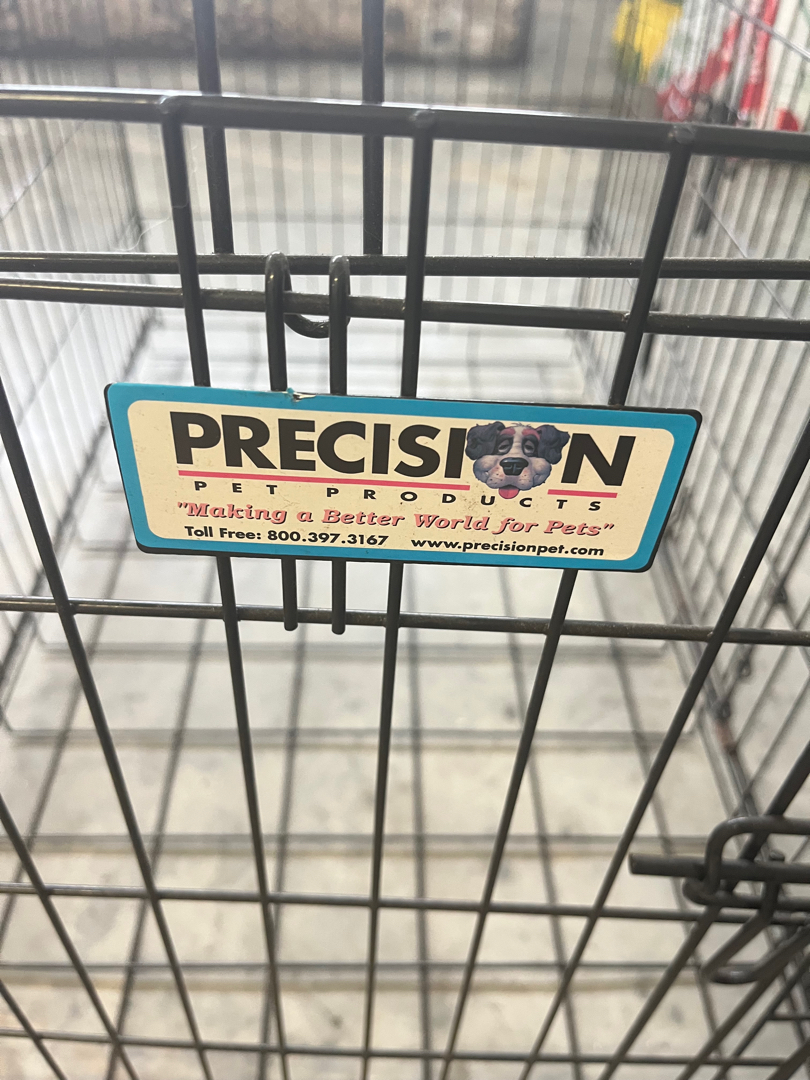 PRECISION
PET PRODUCTS
"Making a Better World for Pets"
Toll Free: 800.397.3167 www.precisionpet.com